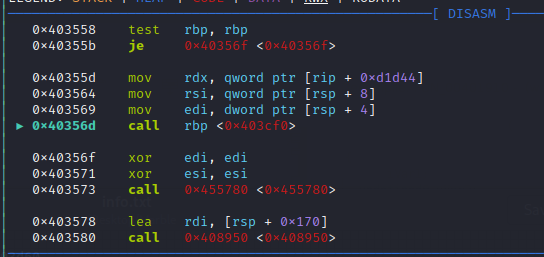 LEGEND: STACK | HEAP | CODE | DATA | RWX | RODATA
[ DISASM ]
0×403558 test rbp, rbp
0×40355b je 0×40356f <0×40356f>
0×40355d mov rdx, qword ptr [rip + 0×d1d44]
0×403564 mov rsi, qword ptr [rsp + 8]
0×403569 mov edi, dword ptr [rsp + 4]
► 0×40356d call rbp <0×403cf0>
0×40356f xor edi, edi
0×403571 xor esi, esi
0×403573 call 0×455780 <0×455780>
0×403578 lea rdi, [rsp + 0×170]
0×403580 call 0×408950 <0×408950>